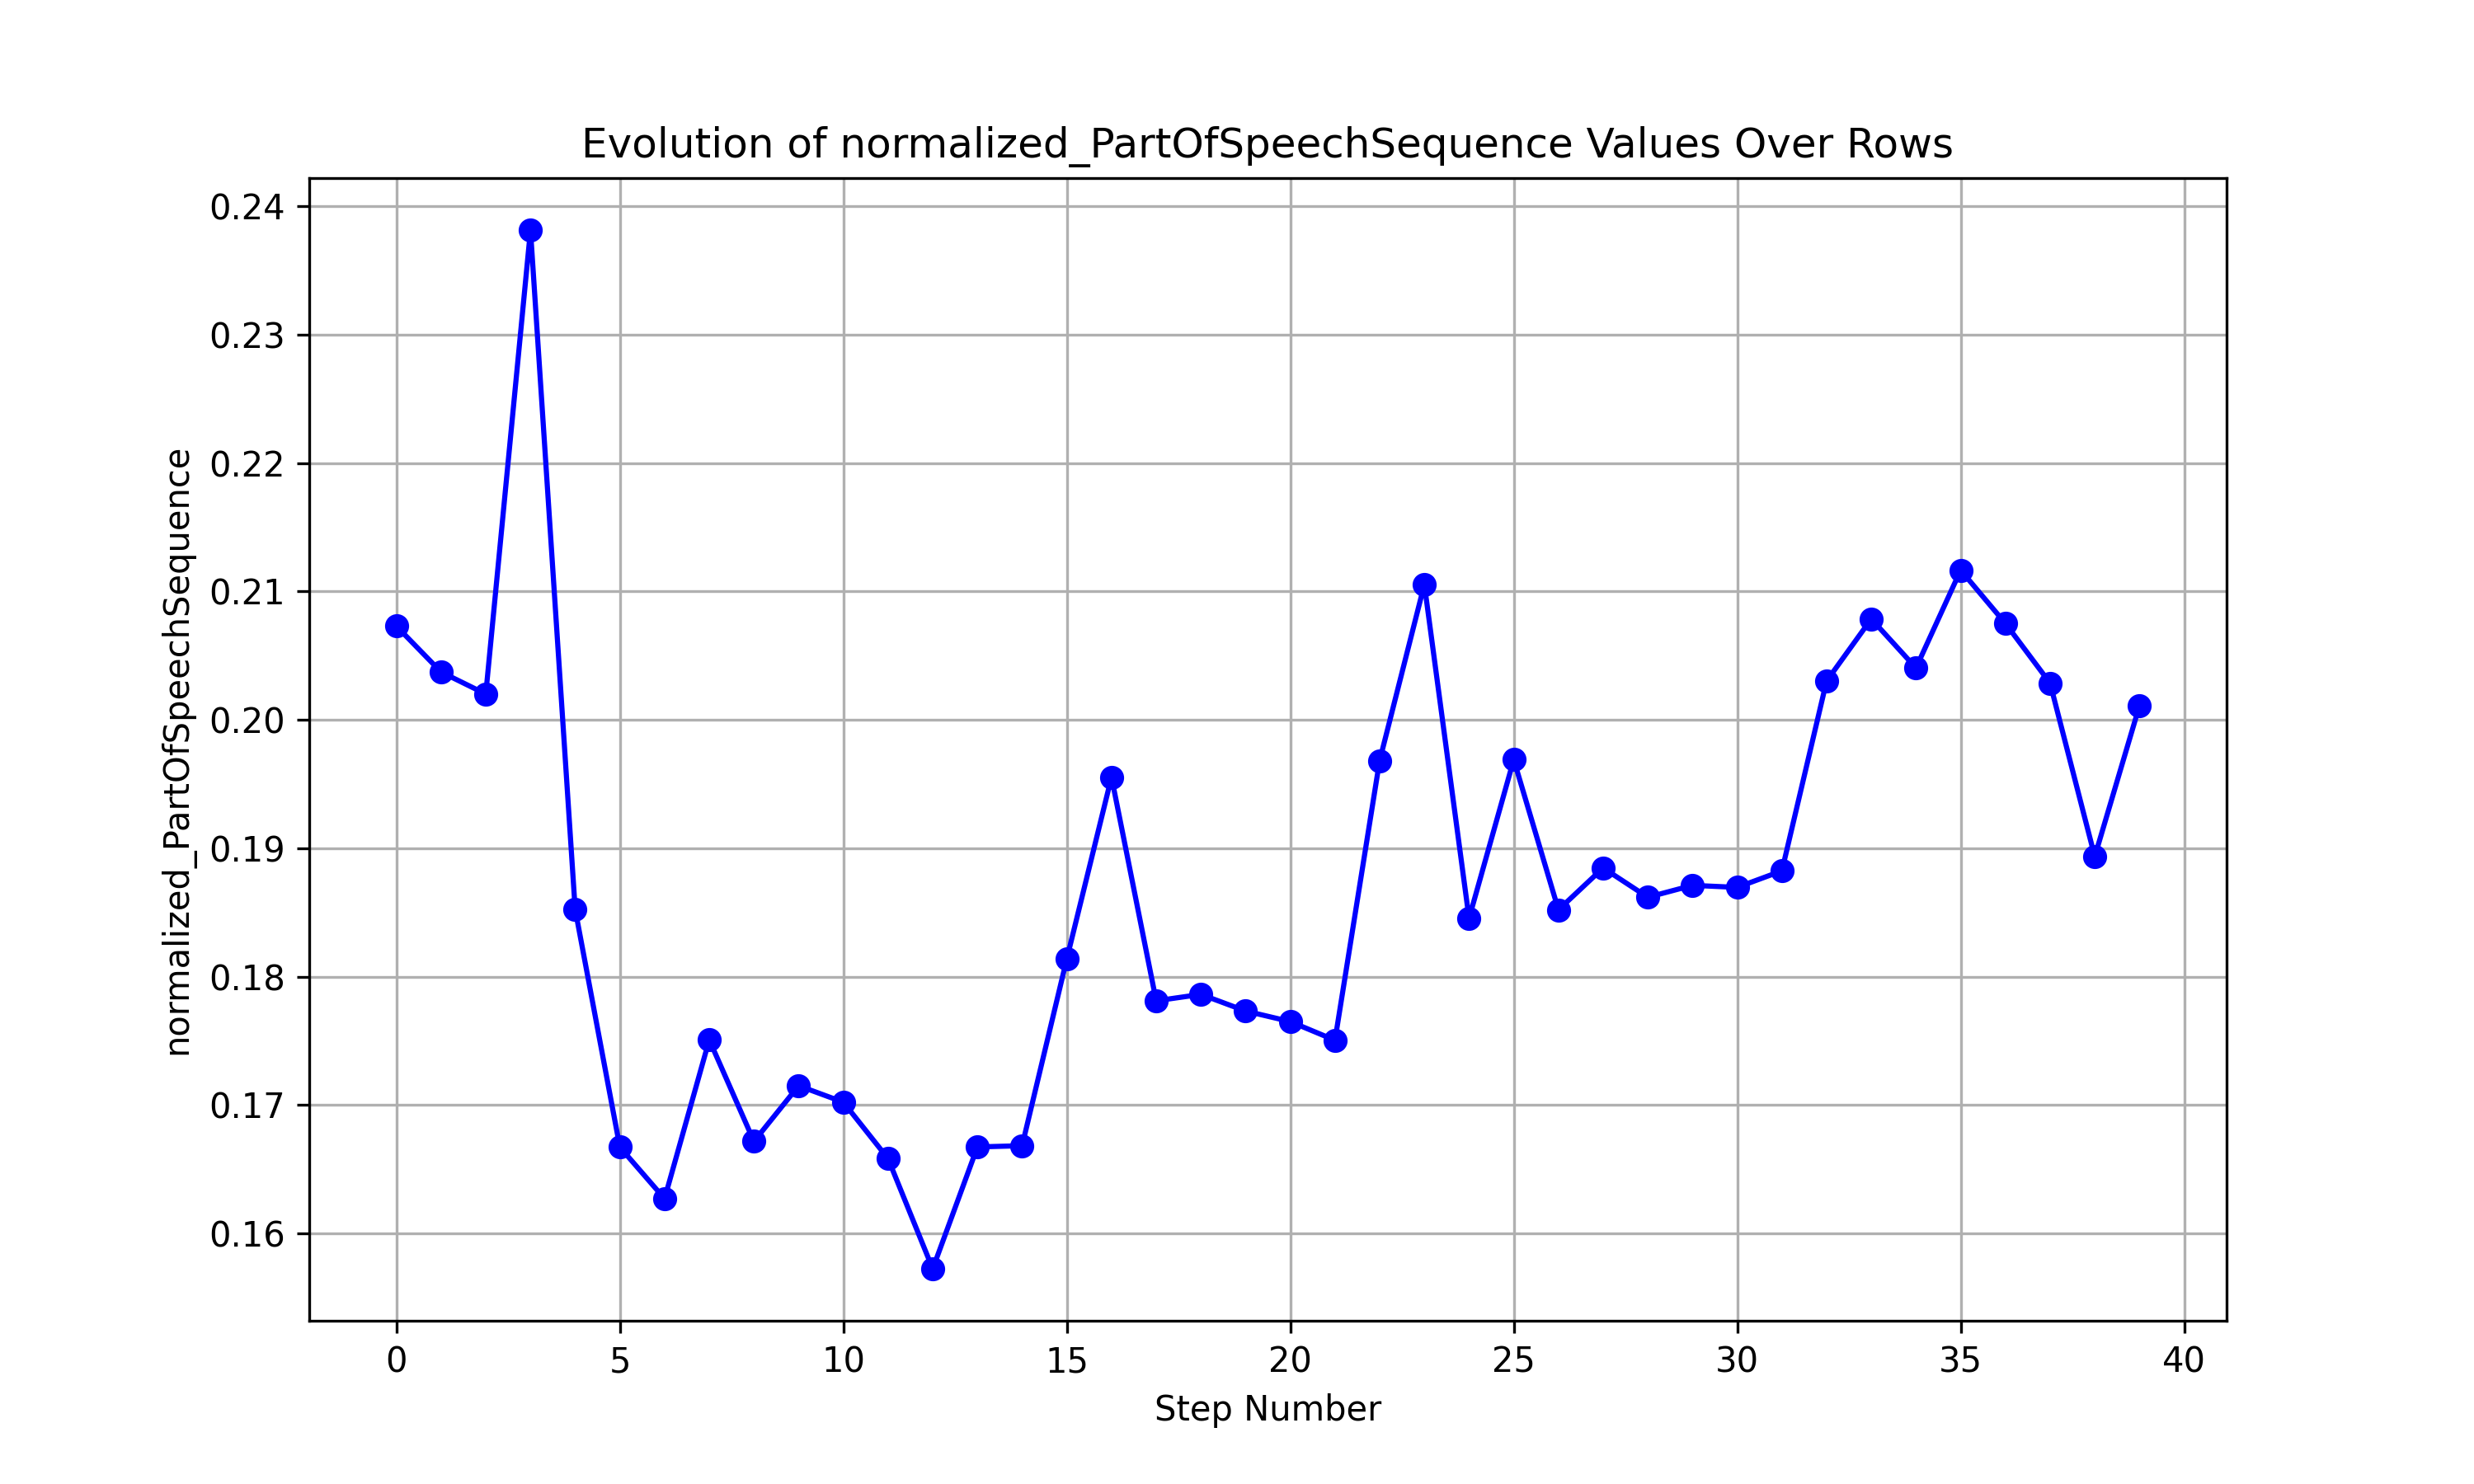 Evolution of normalized_PartOfSpeechSequence Values Over Rows
normalized_PartOfSpeechSequence
0.24
0.23
0.22
0.21
0.20
0.19
0.18
0.17
0.16
0 5 10 15 20 25 30 35 40
Step Number